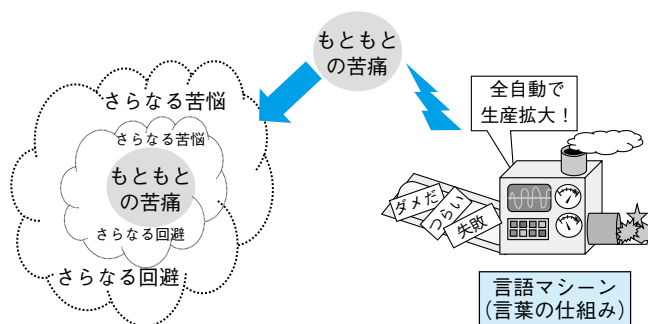 もともと
の苦痛
さらなる苦悩
さらなる苦悩
もともと
の苦痛
さらなる回避
さらなる回避
全自動で
生産拡大！
ダメだ
つらい
失敗
言語マシーン
(言葉の仕組み)